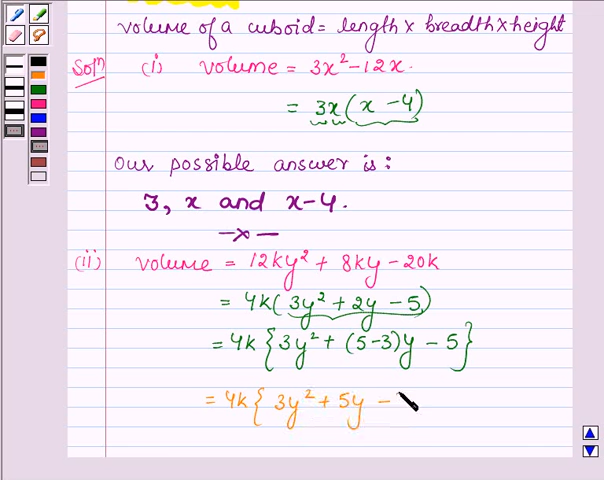 volume of a cuboid = length × breadth × height
Solⁿ (i) volume = 3x² - 12x.
= 3x(x - 4)
Our possible answer is:
3, x and x-4.
—×—
(ii) volume = 12ky² + 8ky - 20k
= 4k(3y² + 2y - 5)
= 4k{3y² + (5-3)y - 5}
= 4k{3y² + 5y -